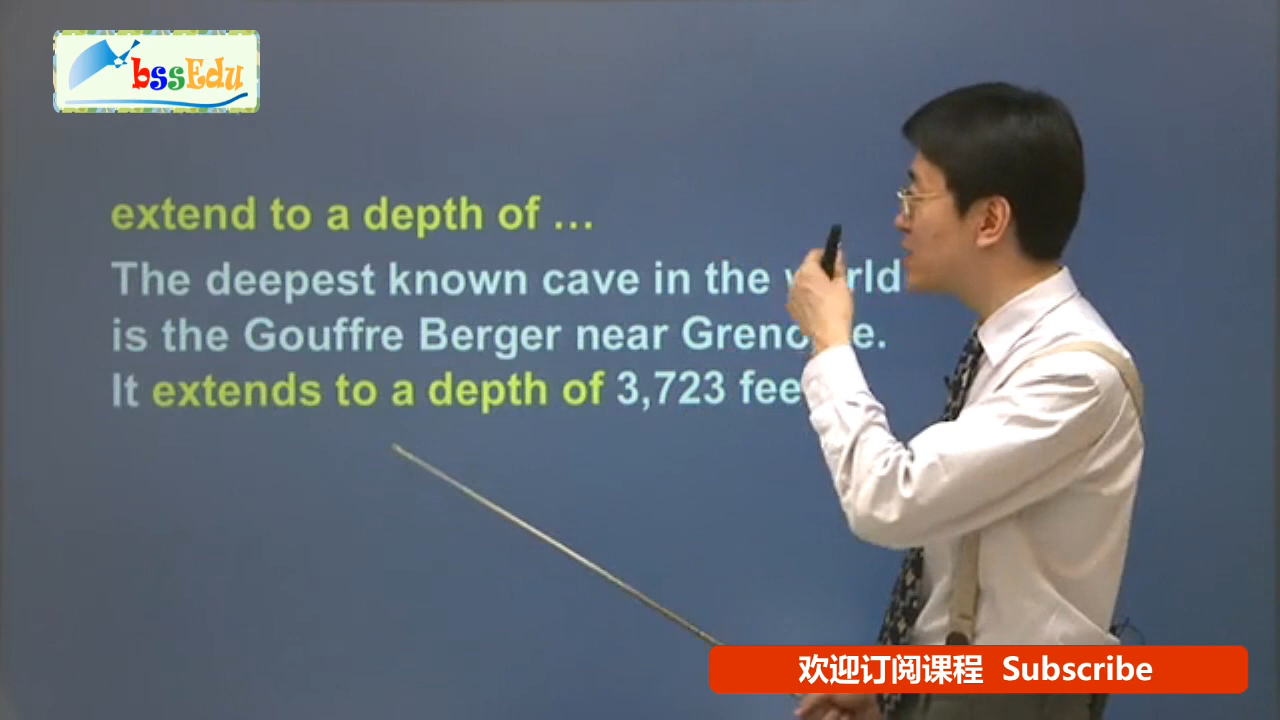 bssEdu
extend to a depth of …
The deepest known cave in the
is the Gouffre Berger near
It extends to a depth of 3,723
欢迎订阅课程 Subscribe